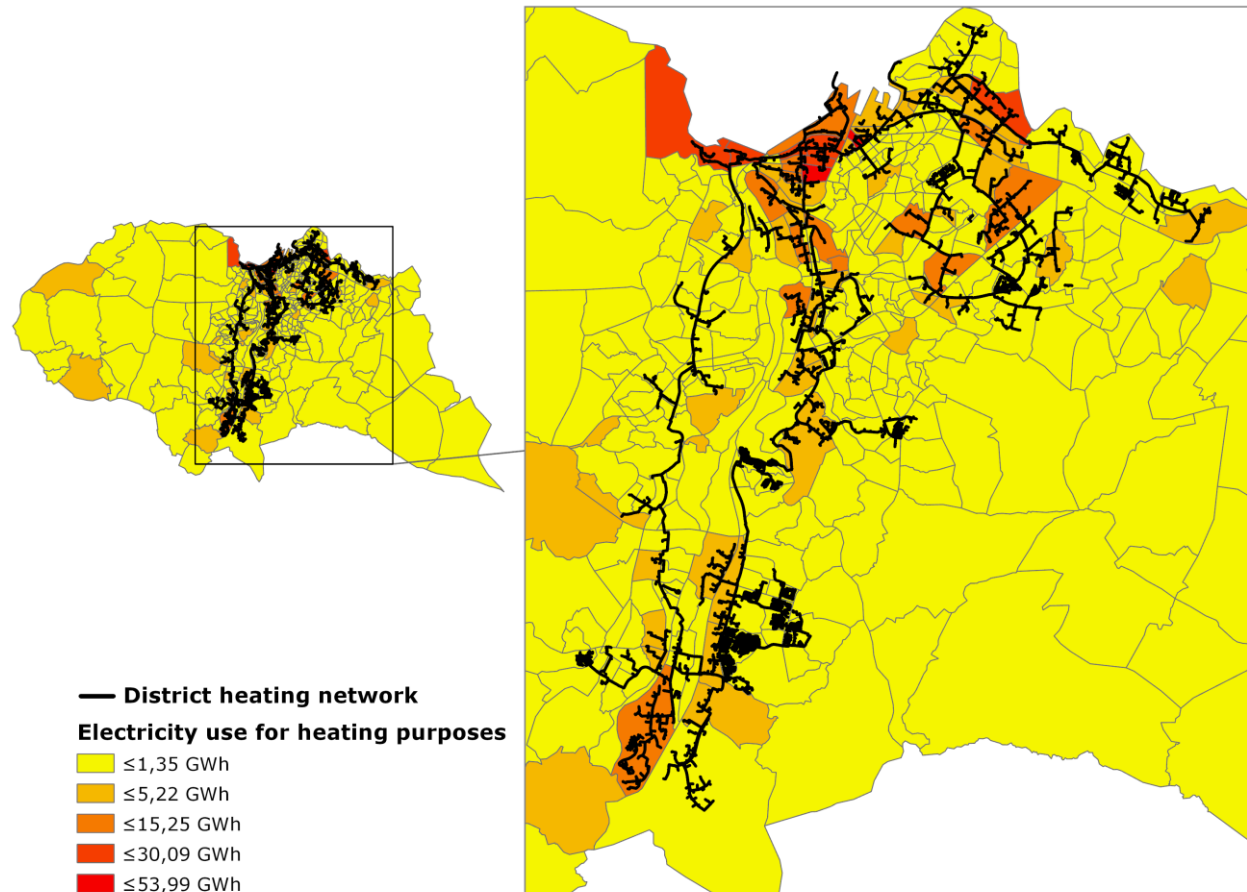 District heating network
Electricity use for heating purposes
≤1,35 GWh
≤5,22 GWh
≤15,25 GWh
≤30,09 GWh
≤53,99 GWh